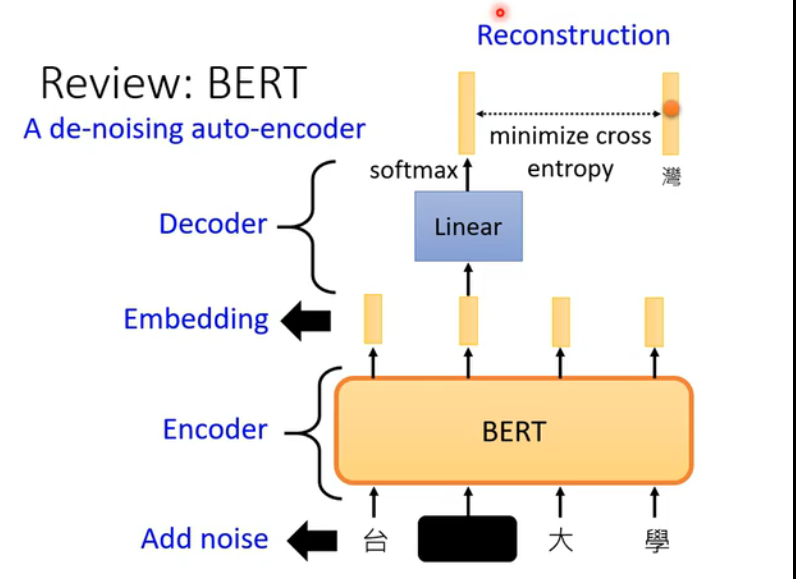 Reconstruction
Review: BERT
A de-noising auto-encoder
minimize cross
entropy
softmax
灣
Decoder
Linear
Embedding
Encoder
BERT
Add noise
台
大
學